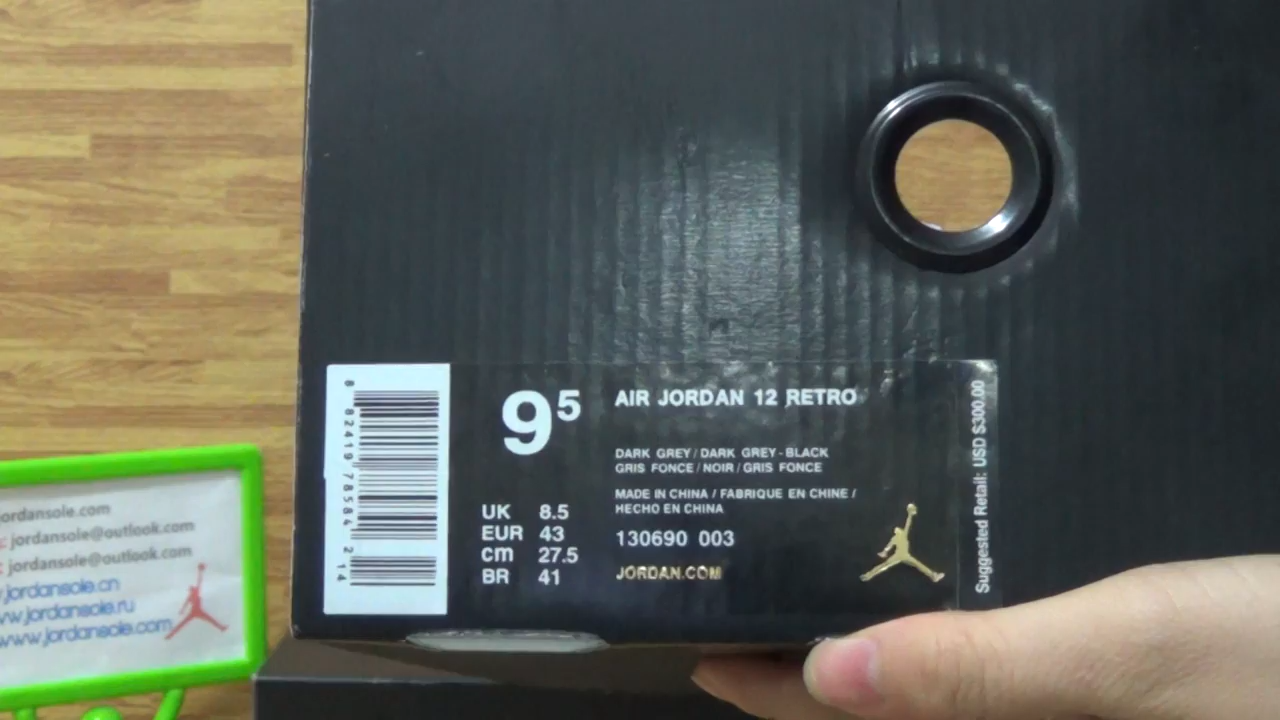 8 82419 78584 2 14
9⁵
AIR JORDAN 12 RETRO
DARK GREY / DARK GREY - BLACK
GRIS FONCE / NOIR / GRIS FONCE
MADE IN CHINA / FABRIQUE EN CHINE /
HECHO EN CHINA
UK 8.5
EUR 43
cm 27.5
BR 41
130690 003
JORDAN.COM
Suggested Retail: USD $300.00
ordansole.com
jordansole@outlook.com
jordansole@outlook.com
jordansole.cn
.jordansole.ru
www.jordansole.com